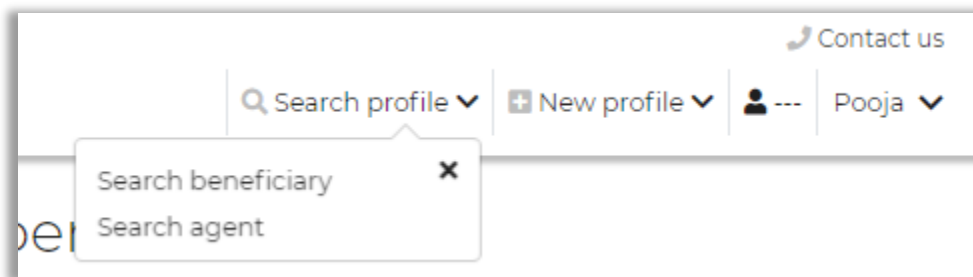 Contact us
Search profile New profile --- Pooja
Search beneficiary
Search agent